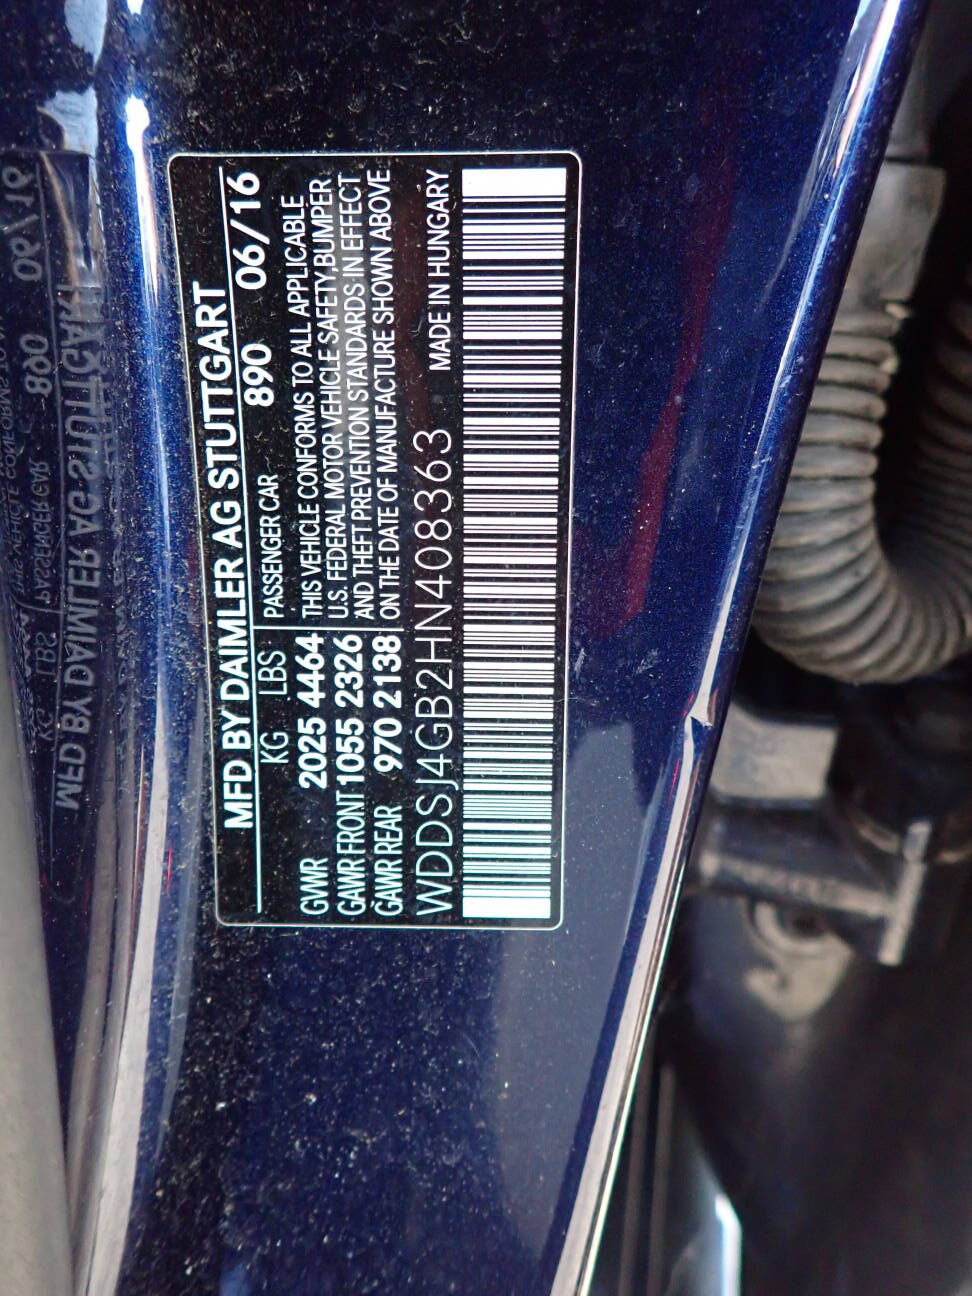 MFD BY DAIMLER AG STUTTGART
KG LBS PASSENGER CAR 890 06/16
GVWR 2025 4464 THIS VEHICLE CONFORMS TO ALL APPLICABLE
GAWR FRONT 1055 2326 U.S. FEDERAL MOTOR VEHICLE SAFETY,BUMPER
AND THEFT PREVENTION STANDARDS IN EFFECT
GAWR REAR 970 2138 ON THE DATE OF MANUFACTURE SHOWN ABOVE
WDDSJ4GB2HN408363 MADE IN HUNGARY